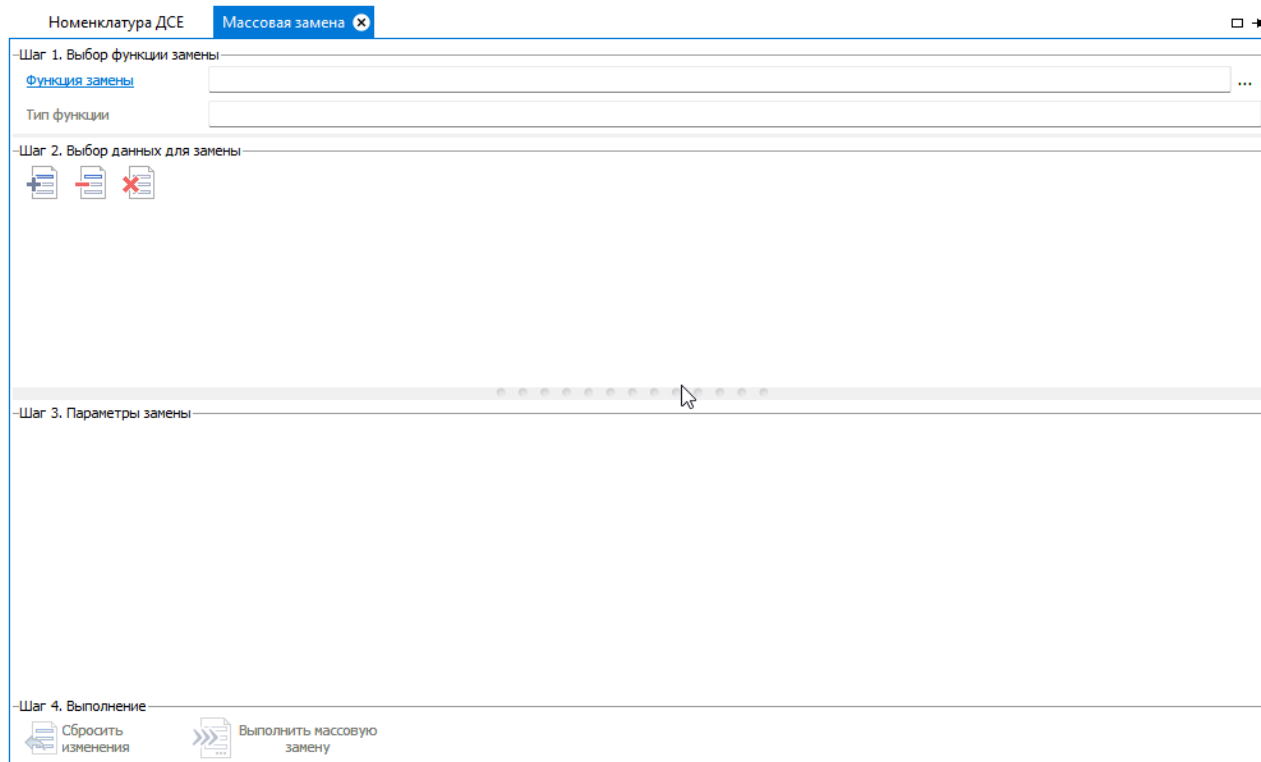 Номенклатура ДСЕ
Массовая замена
Шаг 1. Выбор функции замены
Функция замены
...
Тип функции
Шаг 2. Выбор данных для замены
Шаг 3. Параметры замены
Шаг 4. Выполнение
Сбросить
изменения
Выполнить массовую
замену